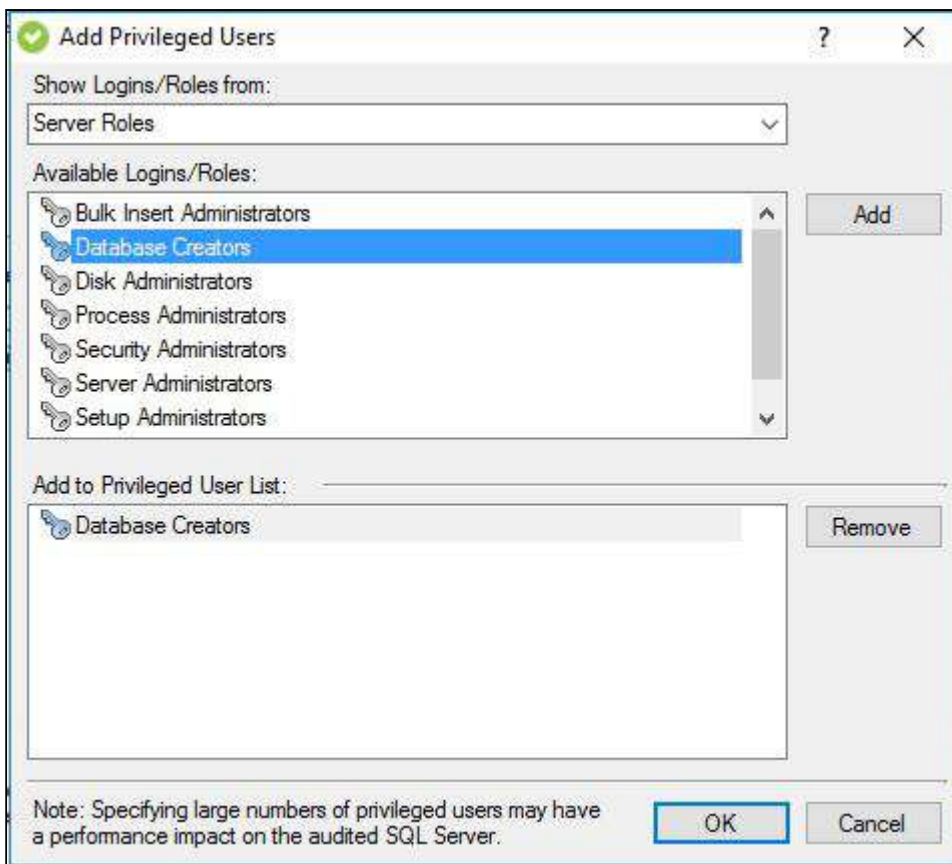 Add Privileged Users
?
Show Logins/Roles from:
Server Roles
Available Logins/Roles:
Bulk Insert Administrators
Add
Database Creators
Disk Administrators
Process Administrators
Security Administrators
Server Administrators
Setup Administrators
Add to Privileged User List:
Database Creators
Remove
Note: Specifying large numbers of privileged users may have
a performance impact on the audited SQL Server.
OK
Cancel